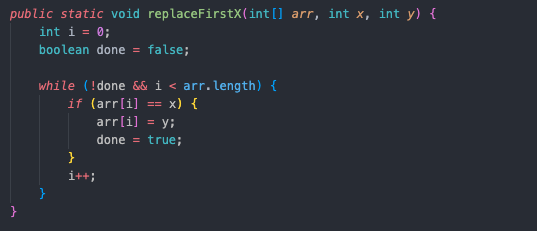 public static void replaceFirstX(int[] arr, int x, int y) {
    int i = 0;
    boolean done = false;

    while (!done && i < arr.length) {
        if (arr[i] == x) {
            arr[i] = y;
            done = true;
        }
        i++;
    }
}